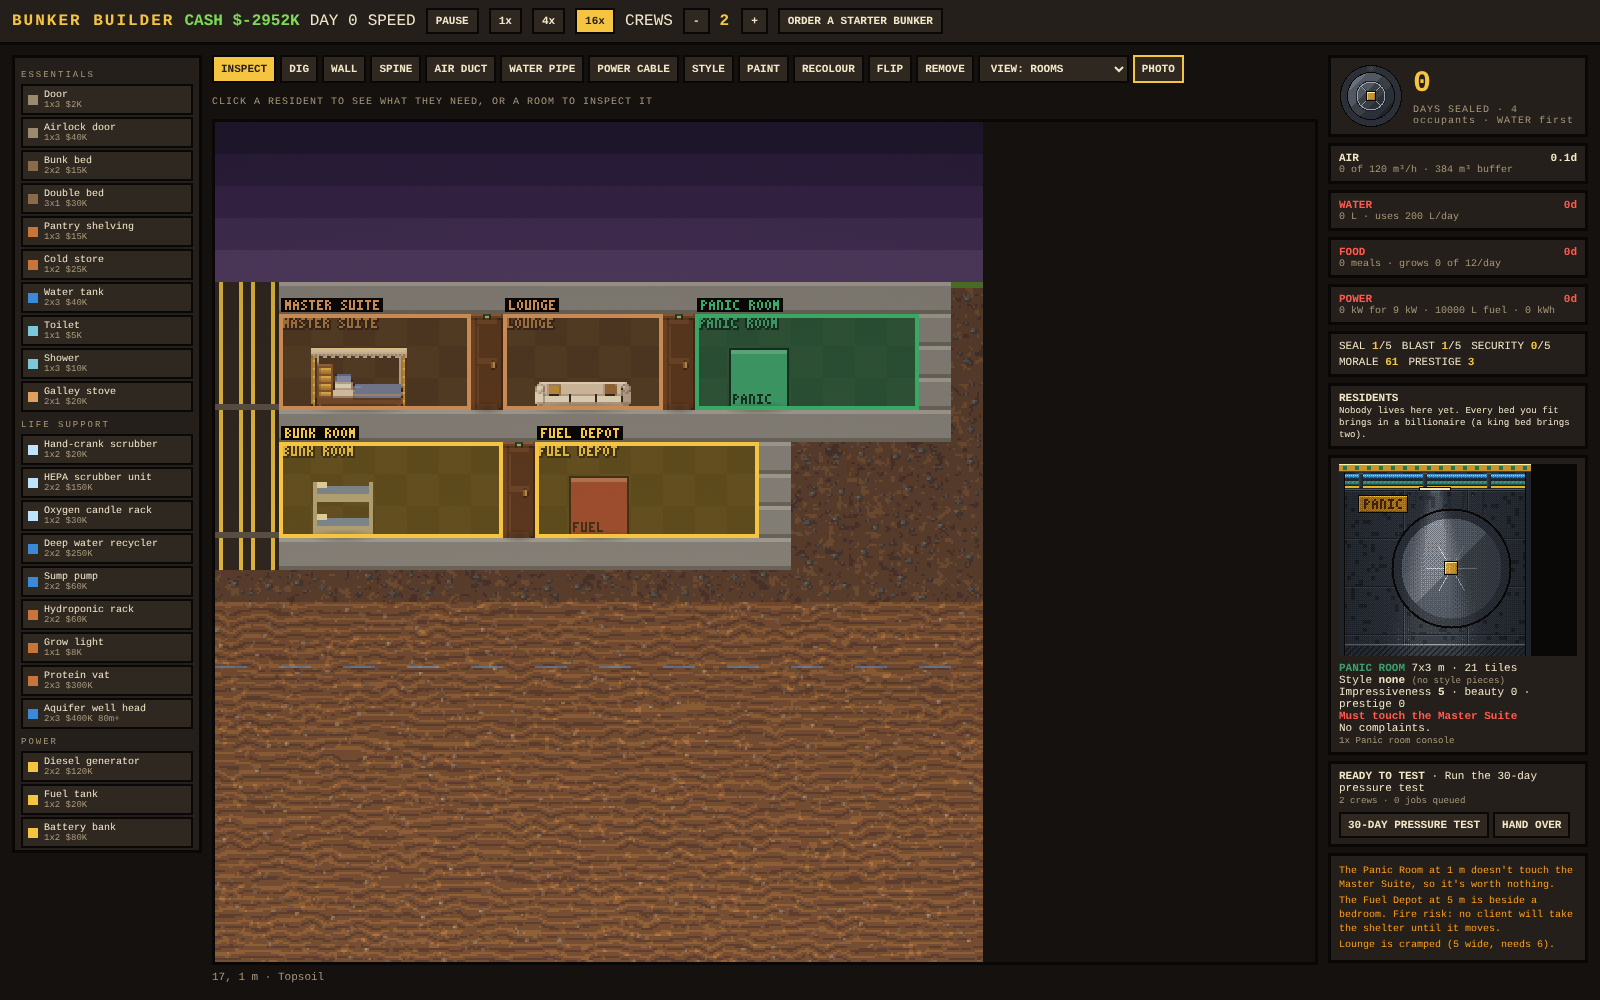 BUNKER BUILDER CASH $-2952K DAY 0 SPEED PAUSE 1x 4x 16x CREWS - 2 + ORDER A STARTER BUNKER
INSPECT DIG WALL SPINE AIR DUCT WATER PIPE POWER CABLE STYLE PAINT RECOLOUR FLIP REMOVE VIEW: ROOMS PHOTO
CLICK A RESIDENT TO SEE WHAT THEY NEED, OR A ROOM TO INSPECT IT
ESSENTIALS
Door
1x3 $2K
Airlock door
1x3 $40K
Bunk bed
2x2 $15K
Double bed
3x1 $30K
Pantry shelving
1x3 $15K
Cold store
1x2 $25K
Water tank
2x3 $40K
Toilet
1x1 $5K
Shower
1x3 $10K
Galley stove
2x1 $20K
LIFE SUPPORT
Hand-crank scrubber
1x2 $20K
HEPA scrubber unit
2x2 $150K
Oxygen candle rack
1x2 $30K
Deep water recycler
2x2 $250K
Sump pump
2x2 $60K
Hydroponic rack
2x2 $60K
Grow light
1x1 $8K
Protein vat
2x3 $300K
Aquifer well head
2x3 $400K 80m+
POWER
Diesel generator
2x2 $120K
Fuel tank
1x2 $20K
Battery bank
1x2 $80K
MASTER SUITE
MASTER SUITE
LOUNGE
LOUNGE
PANIC ROOM
PANIC ROOM
PANIC
BUNK ROOM
BUNK ROOM
FUEL DEPOT
FUEL DEPOT
FUEL
17, 1 m · Topsoil
0
DAYS SEALED · 4
occupants · WATER first
AIR 0.1d
0 of 120 m³/h · 384 m³ buffer
WATER 0d
0 L · uses 200 L/day
FOOD 0d
0 meals · grows 0 of 12/day
POWER 0d
0 kW for 9 kW · 10000 L fuel · 0 kWh
SEAL 1/5 BLAST 1/5 SECURITY 0/5
MORALE 61 PRESTIGE 3
RESIDENTS
Nobody lives here yet. Every bed you fit
brings in a billionaire (a king bed brings
two).
PANIC
PANIC ROOM 7x3 m · 21 tiles
Style none (no style pieces)
Impressiveness 5 · beauty 0 ·
prestige 0
Must touch the Master Suite
No complaints.
1x Panic room console
READY TO TEST · Run the 30-day
pressure test
2 crews · 0 jobs queued
30-DAY PRESSURE TEST HAND OVER
The Panic Room at 1 m doesn't touch the
Master Suite, so it's worth nothing.
The Fuel Depot at 5 m is beside a
bedroom. Fire risk: no client will take
the shelter until it moves.
Lounge is cramped (5 wide, needs 6).